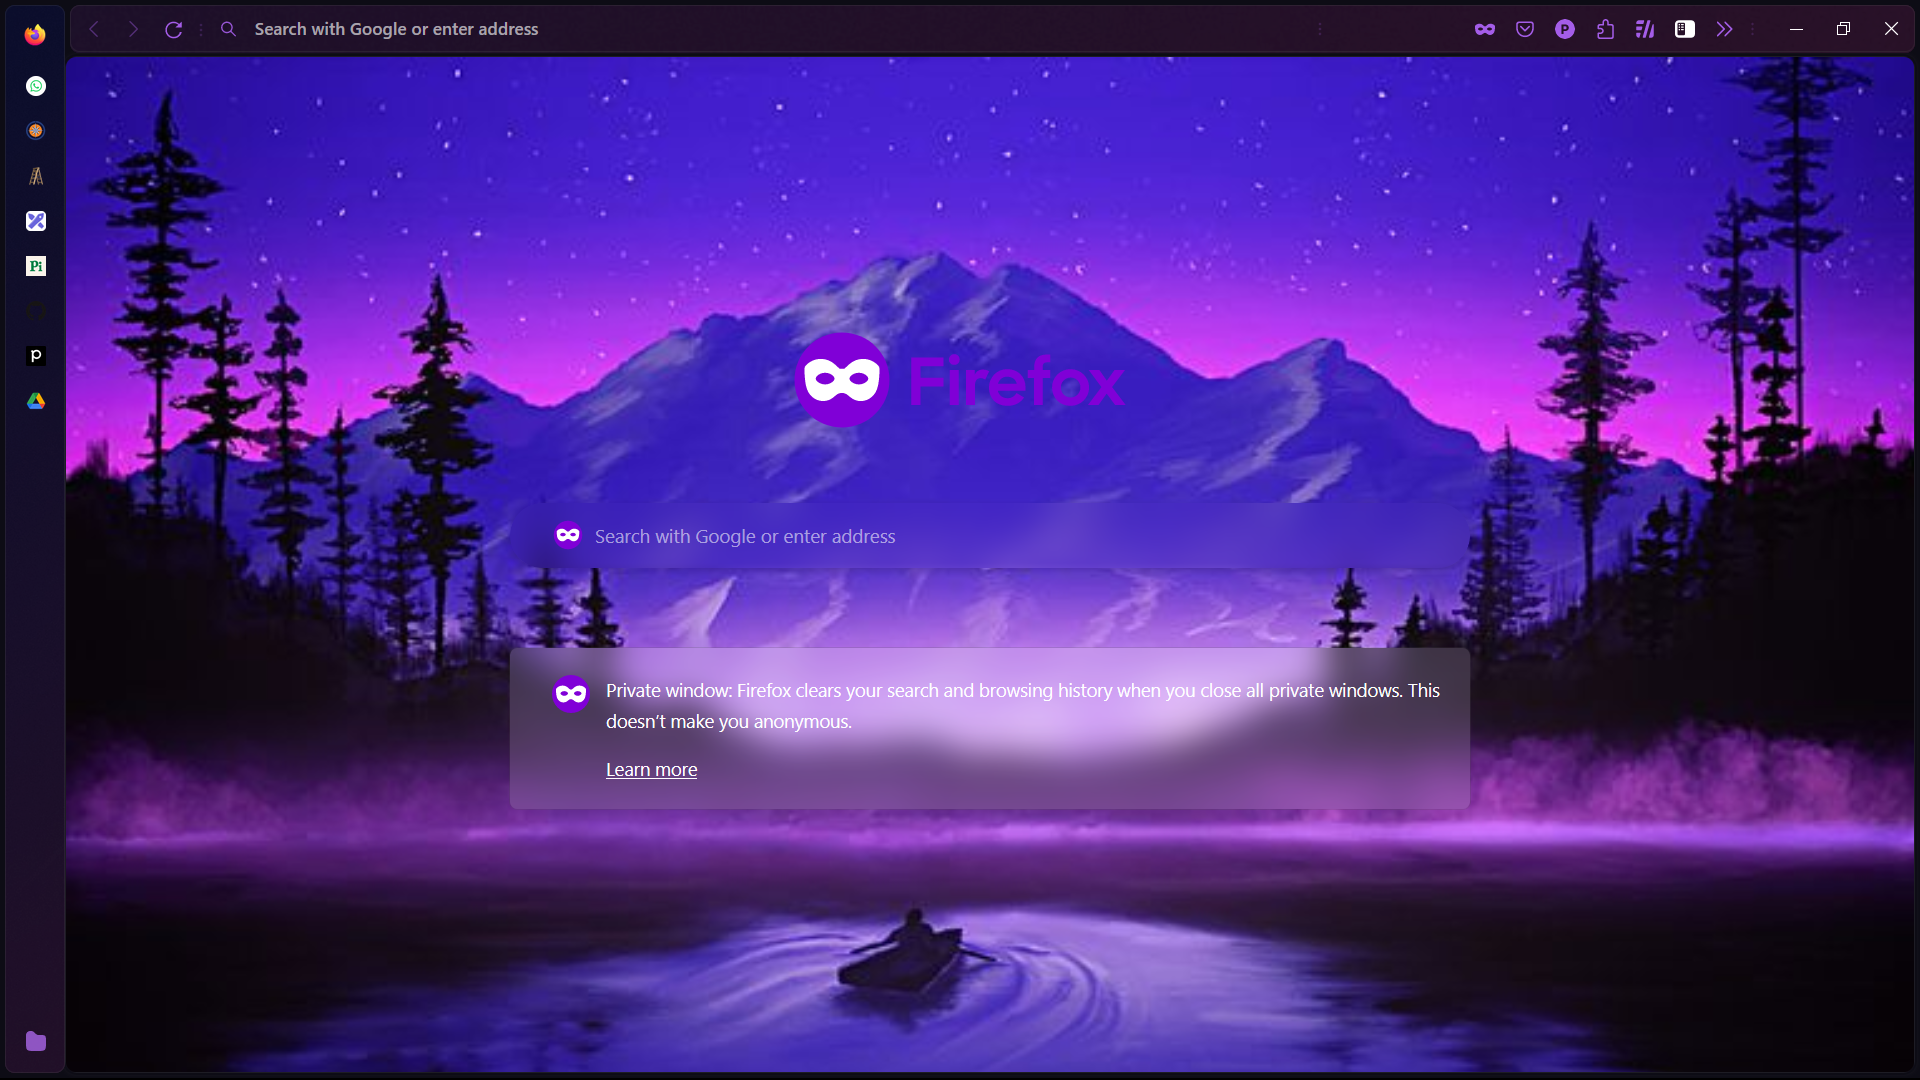 Search with Google or enter address
P
Pi
p
Firefox
Search with Google or enter address
Private window: Firefox clears your search and browsing history when you close all private windows. This
doesn’t make you anonymous.
Learn more